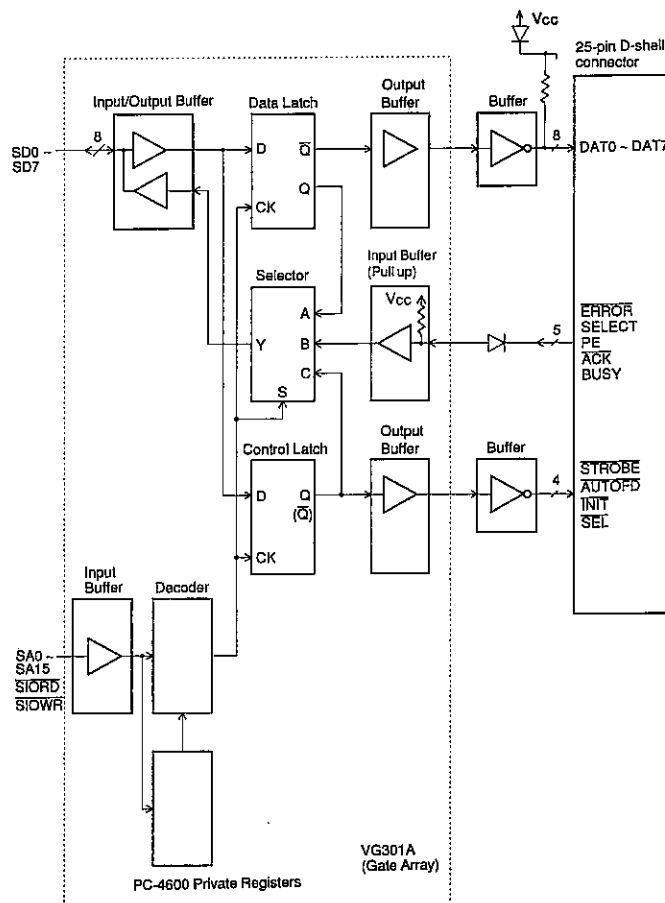 Vcc
25-pin D-shell
connector
Input/Output Buffer
Data Latch
Output
Buffer
Buffer
8
SD0 ~
SD7
D
Q
Q
CK
8
DAT0 ~ DAT7
Selector
Input Buffer
(Pull up)
Vcc
A
Y
B
C
S
5
ERROR
SELECT
PE
ACK
BUSY
Control Latch
Output
Buffer
Buffer
D
Q
(Q)
CK
4
STROBE
AUTOFD
INIT
SEL
Input
Buffer
Decoder
SA0 ~
SA15
SIORD
SIOWR
VG301A
(Gate Array)
PC-4600 Private Registers